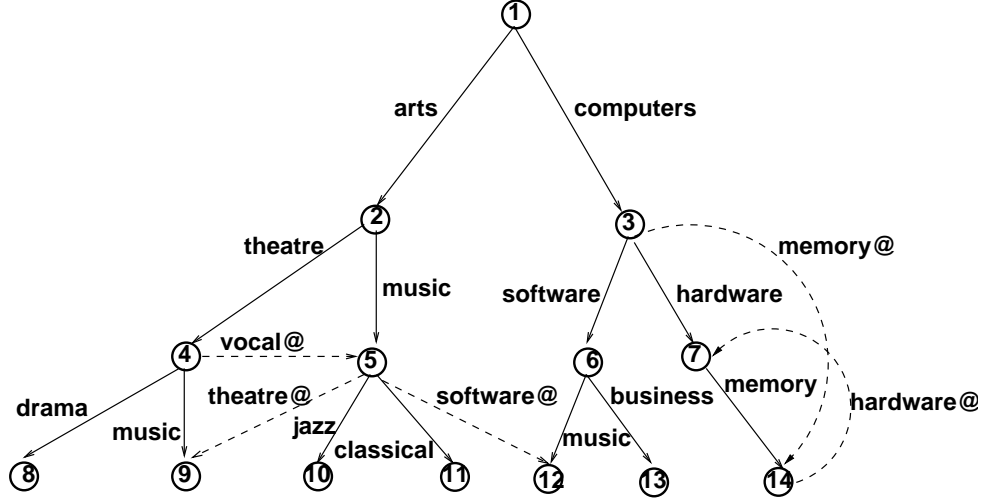 1
arts
computers
2
3
theatre
memory@
music
software
hardware
vocal@
4
5
6
7
theatre@
software@
business
memory
drama
hardware@
music
jazz
classical
music
8
9
10
11
12
13
14